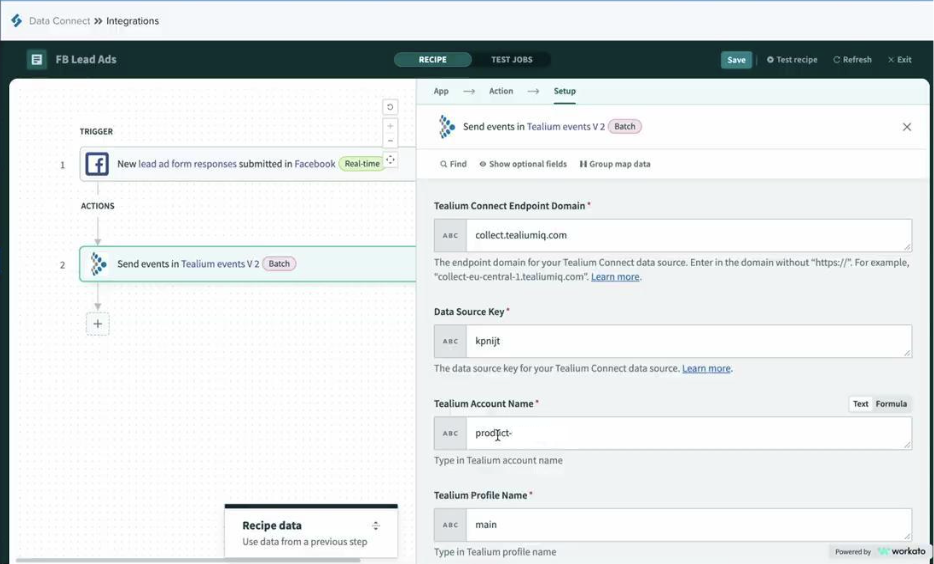 Data Connect >> Integrations
FB Lead Ads
RECIPE
TEST JOBS
Save
Test recipe
Refresh
Exit
TRIGGER
1
New lead ad form responses submitted in Facebook
Real-time
ACTIONS
2
Send events in Tealium events V 2
Batch
Recipe data
Use data from a previous step
App
Action
Setup
Send events in Tealium events V 2
Batch
Find
Show optional fields
Group map data
Tealium Connect Endpoint Domain *
ABC
collect.tealiumiq.com
The endpoint domain for your Tealium Connect data source. Enter in the domain without "https://". For example,
"collect-eu-central-1.tealiumiq.com". Learn more.
Data Source Key *
ABC
kpnijt
The data source key for your Tealium Connect data source. Learn more.
Tealium Account Name *
Text
Formula
ABC
product-
Type in Tealium account name
Tealium Profile Name *
ABC
main
Type in Tealium profile name
Powered by workato